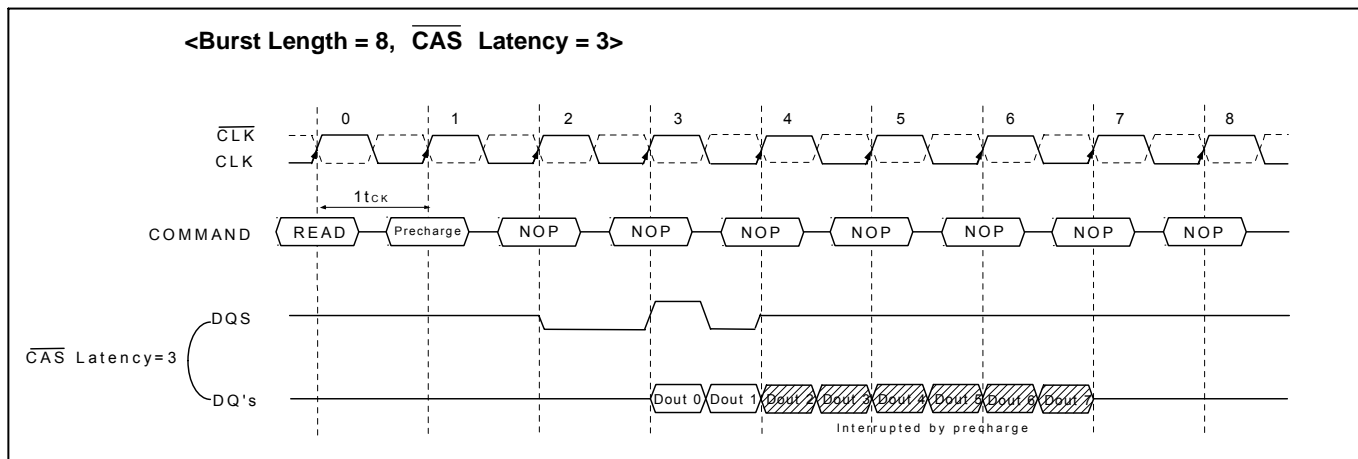 <Burst Length = 8, CAS Latency = 3>
0 1 2 3 4 5 6 7 8
CLK
CLK
1tCK
COMMAND READ Precharge NOP NOP NOP NOP NOP NOP NOP
DQS
CAS Latency=3
DQ's Dout 0 Dout 1 Dout 2 Dout 3 Dout 4 Dout 5 Dout 6 Dout 7
Interrupted by precharge